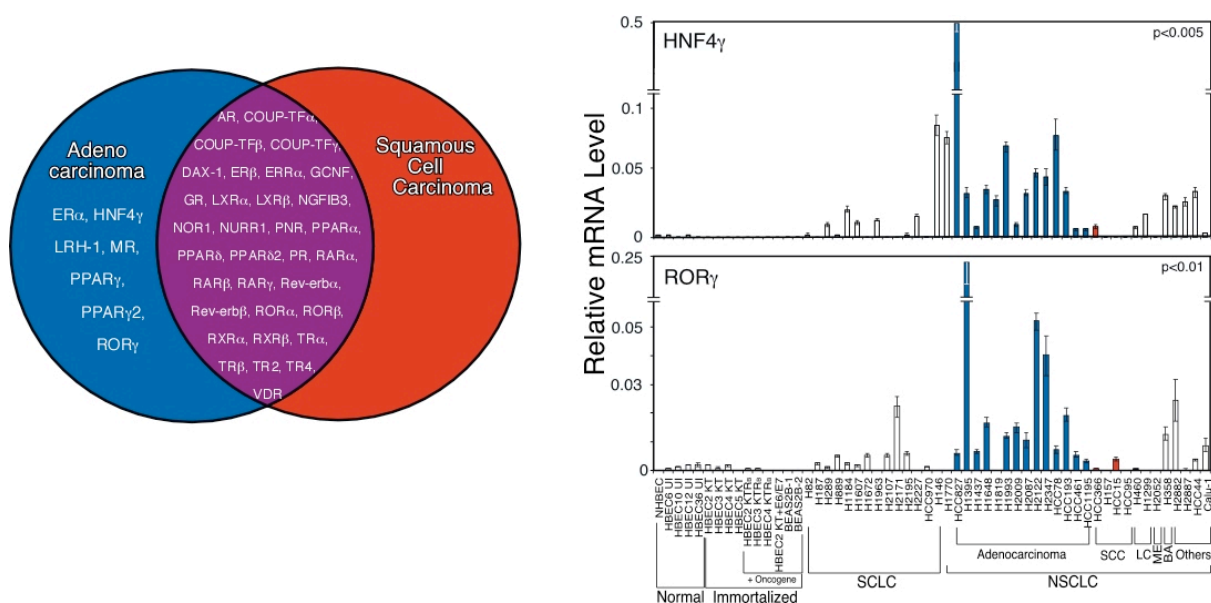 Adeno
carcinoma
ERα, HNF4γ
LRH-1, MR,
PPARγ,
PPARγ2,
RORγ
AR, COUP-TFα,
COUP-TFβ, COUP-TFγ,
DAX-1, ERβ, ERRα, GCNF,
GR, LXRα, LXRβ, NGFIB3,
NOR1, NURR1, PNR, PPARα,
PPARδ, PPARδ2, PR, RARα,
RARβ, RARγ, Rev-erbα,
Rev-erbβ, RORα, RORβ,
RXRα, RXRβ, TRα,
TRβ, TR2, TR4,
VDR
Squamous
Cell
Carcinoma
Relative mRNA Level
HNF4γ
p<0.005
0.5
0.1
0.05
0
RORγ
p<0.01
0.25
0.05
0.03
0
NHBEC
HBEC6 UI
HBEC10 UI
HBEC12 UI
HBEC36 UI
HBEC2 KT
HBEC3 KT
HBEC4 KT
HBEC5 KT
HBEC2 KTR
HBEC3 KTR
HBEC4 KTR
HBEC2 KT+E6/E7
BEAS2B-1
BEAS2B-2
H82
H187
H289
H889
H1184
H1607
H1672
H1963
H2107
H2171
H2195
H2227
HCC970
H146
H1770
HCC827
H1395
H1437
H1648
H1819
H1993
H2009
H2087
H2122
H2347
HCC78
HCC193
HCC461
HCC1195
HCC366
H157
HCC15
HCC95
H460
H1299
H2052
H358
H2882
H2887
HCC44
Calu-1
+ Oncogene
Adenocarcinoma
SCC
LC
ME
BA
Others
Normal
Immortalized
SCLC
NSCLC